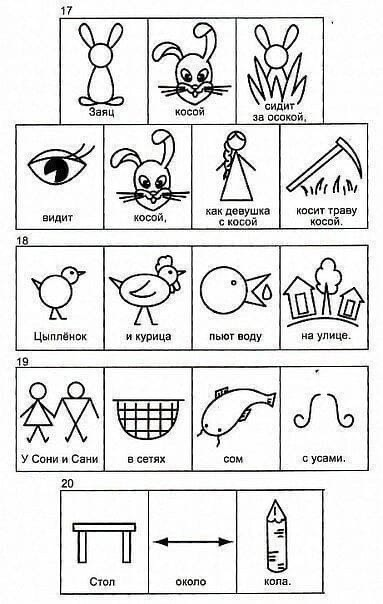 17
Заяц косой сидит
за осокой,
видит косой, как девушка косит траву
с косой косой.
18
Цыплёнок и курица пьют воду на улице.
19
У Сони и Сани в сетях сом с усами.
20
Стол около кола.